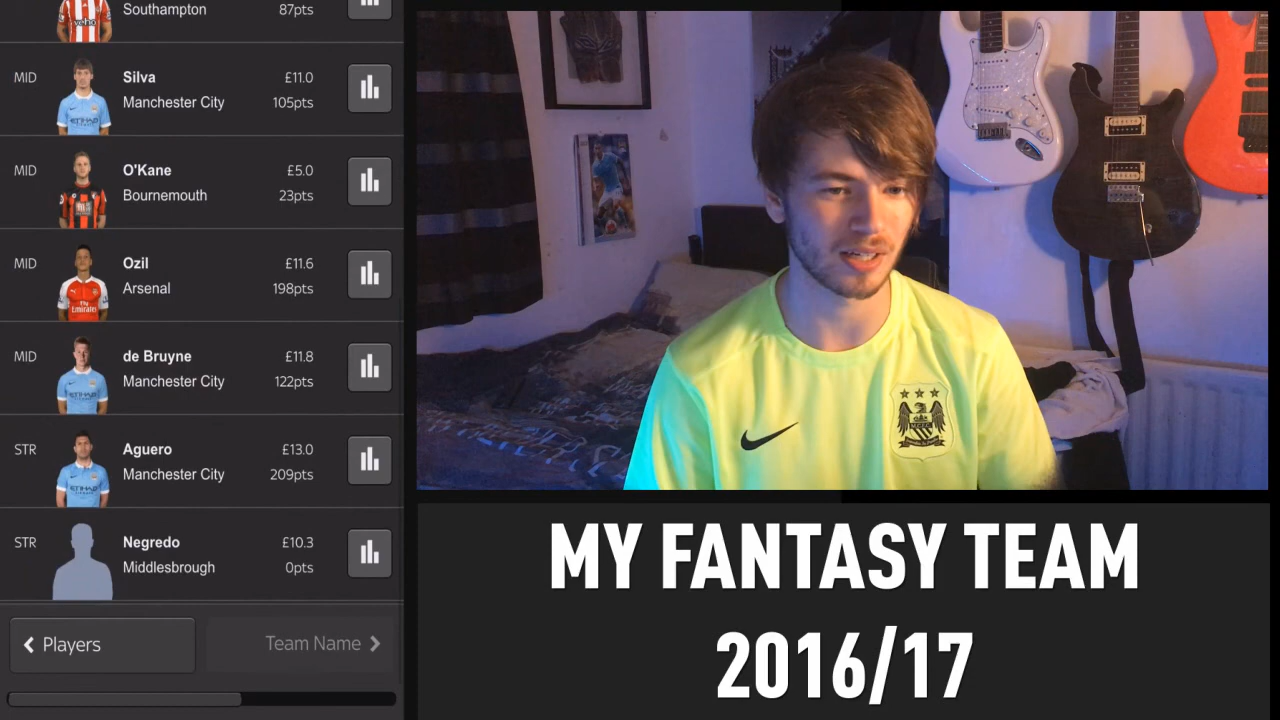 Southampton 87pts
MID Silva £11.0
Manchester City 105pts
MID O'Kane £5.0
Bournemouth 23pts
MID Ozil £11.6
Arsenal 198pts
MID de Bruyne £11.8
Manchester City 122pts
STR Aguero £13.0
Manchester City 209pts
STR Negredo £10.3
Middlesbrough 0pts
Players Team Name
MY FANTASY TEAM
2016/17